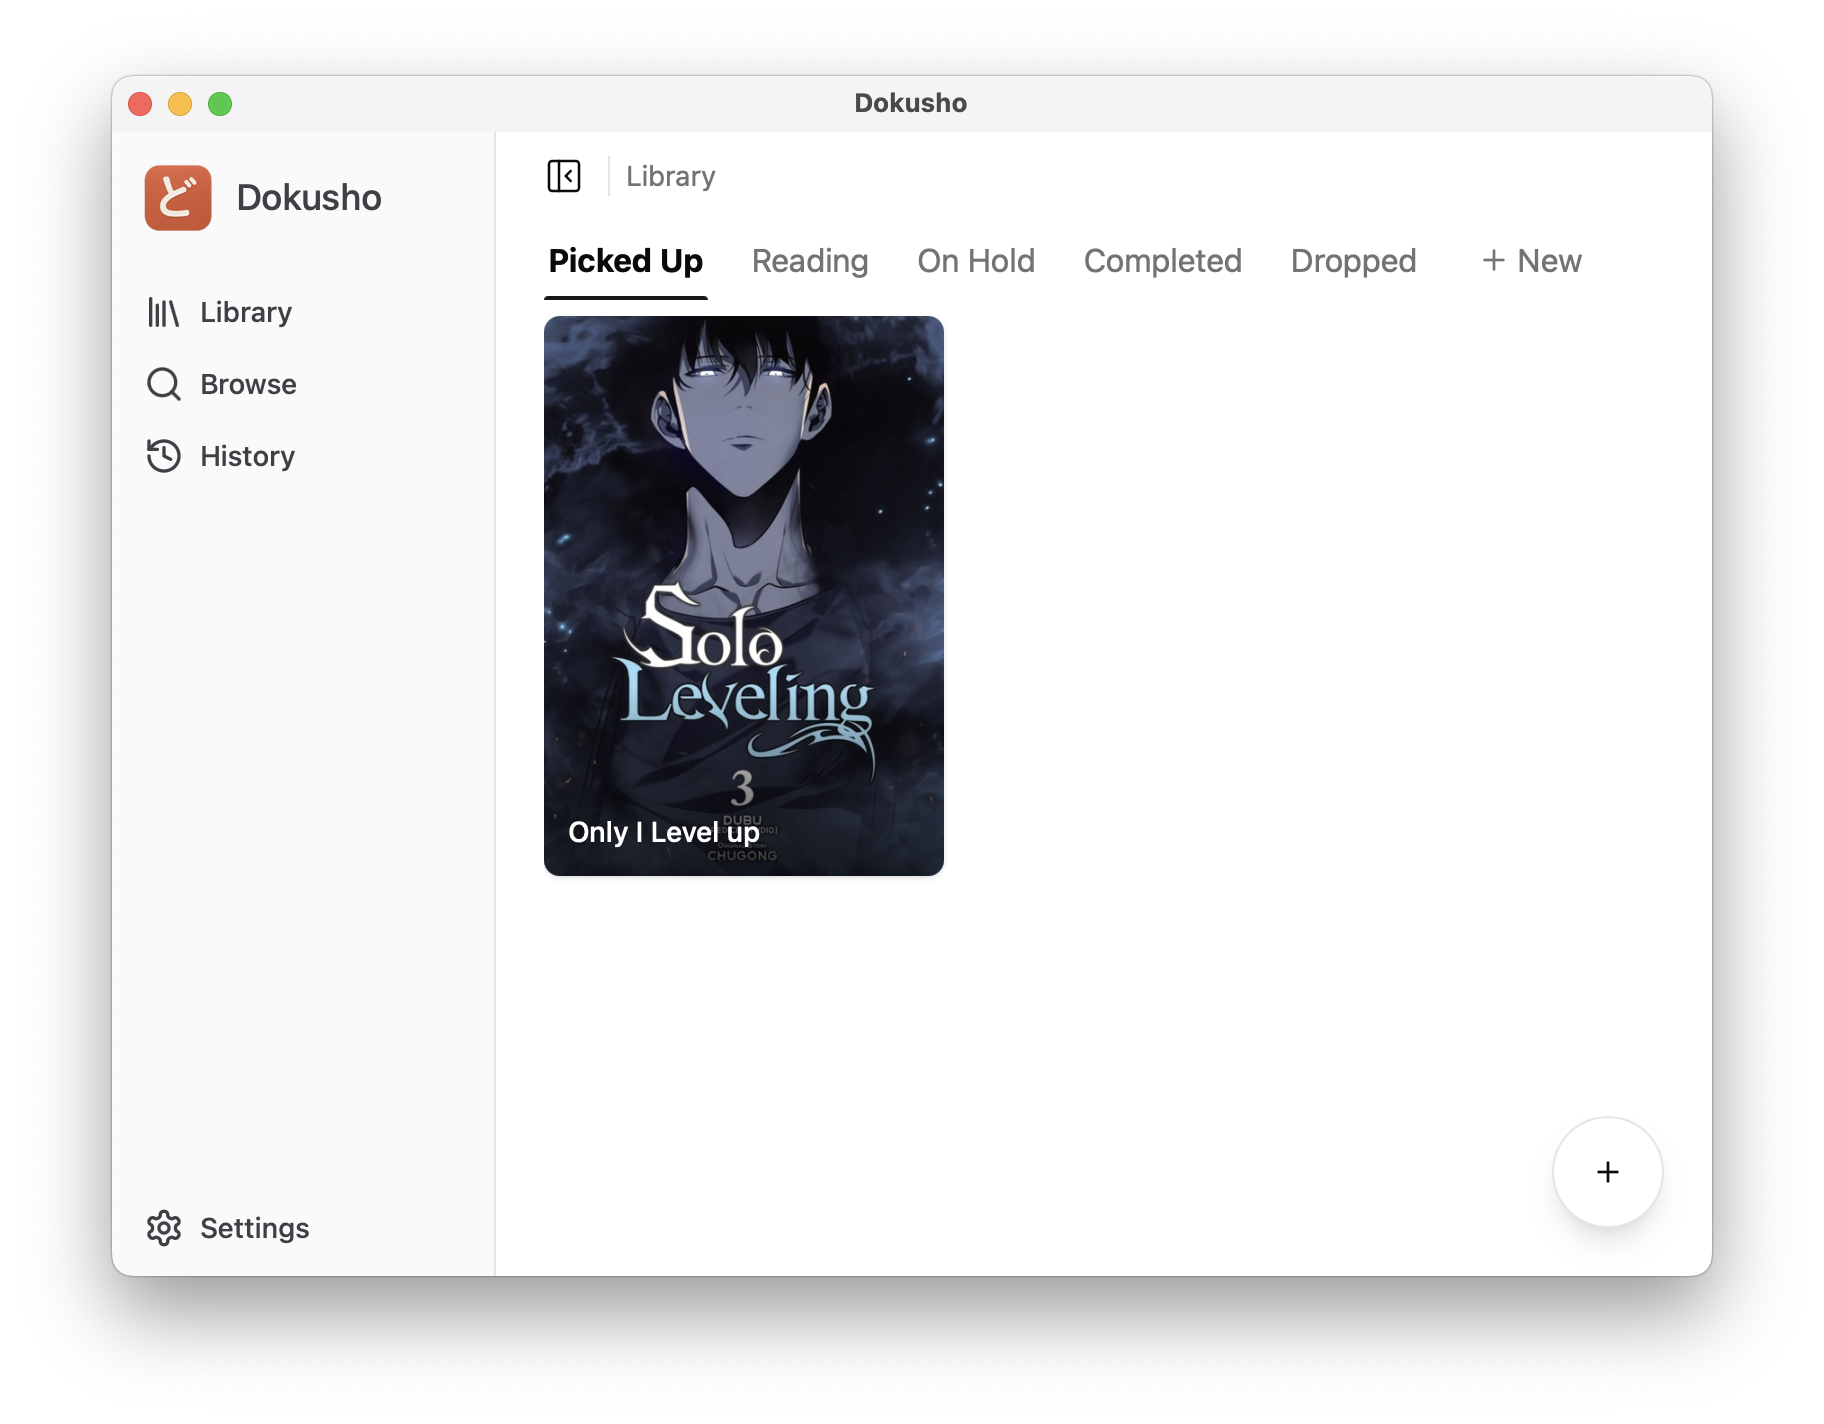 Dokusho
ど Dokusho
Library
Browse
History
Settings
Library
Picked Up Reading On Hold Completed Dropped + New
Solo
Leveling
3
DUBU
Only I Level up
CHUGONG
+